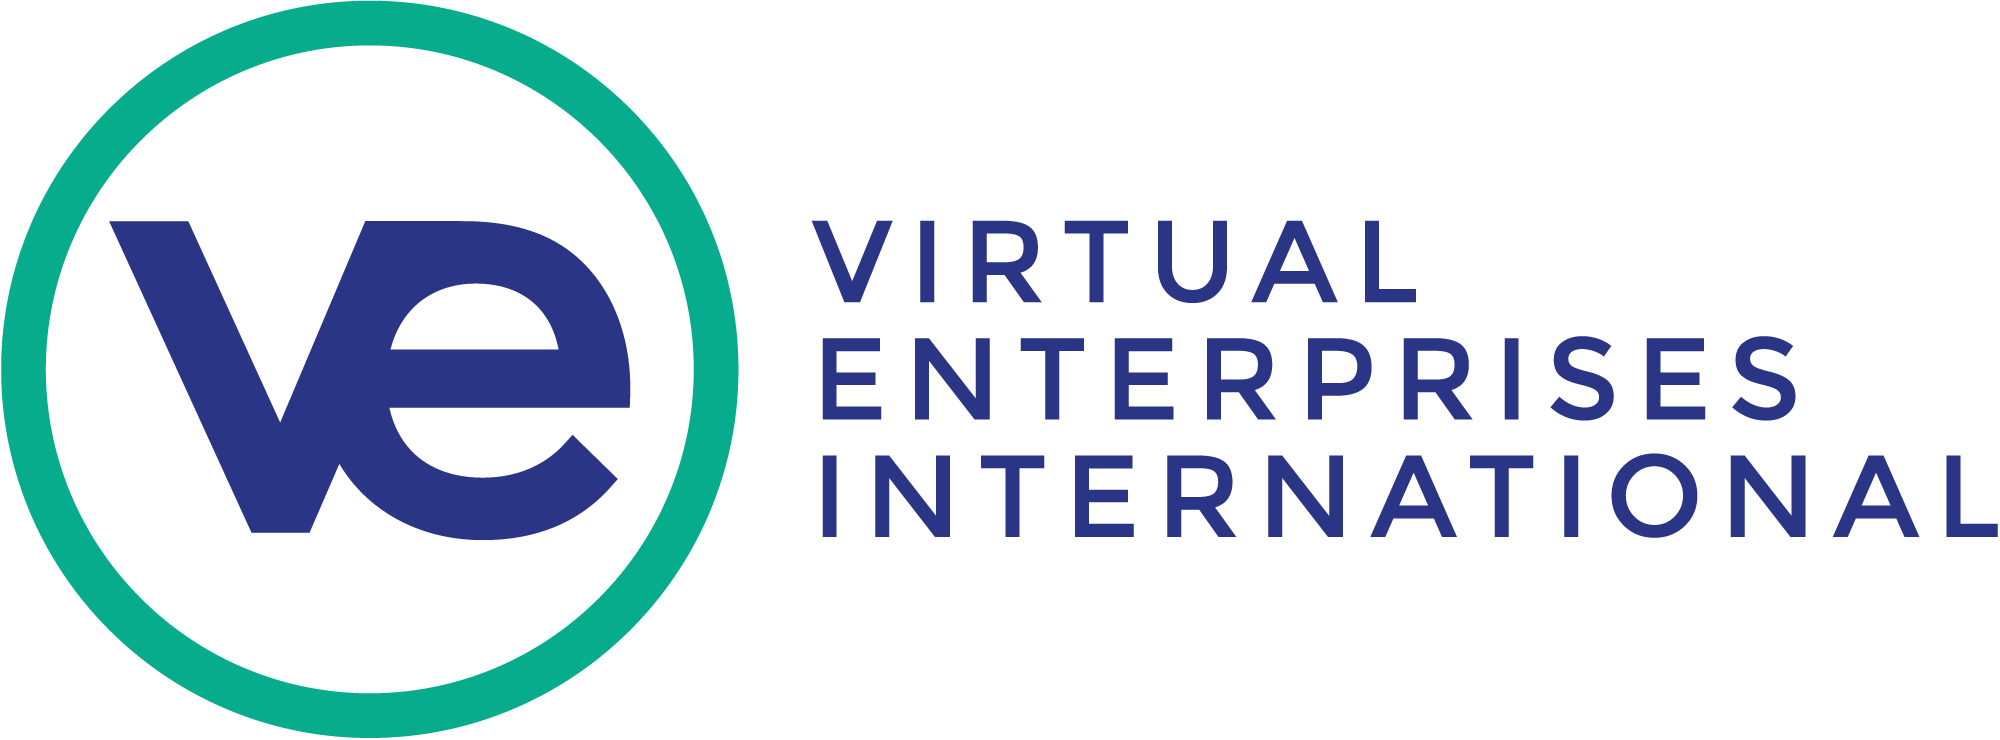 ve
VIRTUAL
ENTERPRISES
INTERNATIONAL